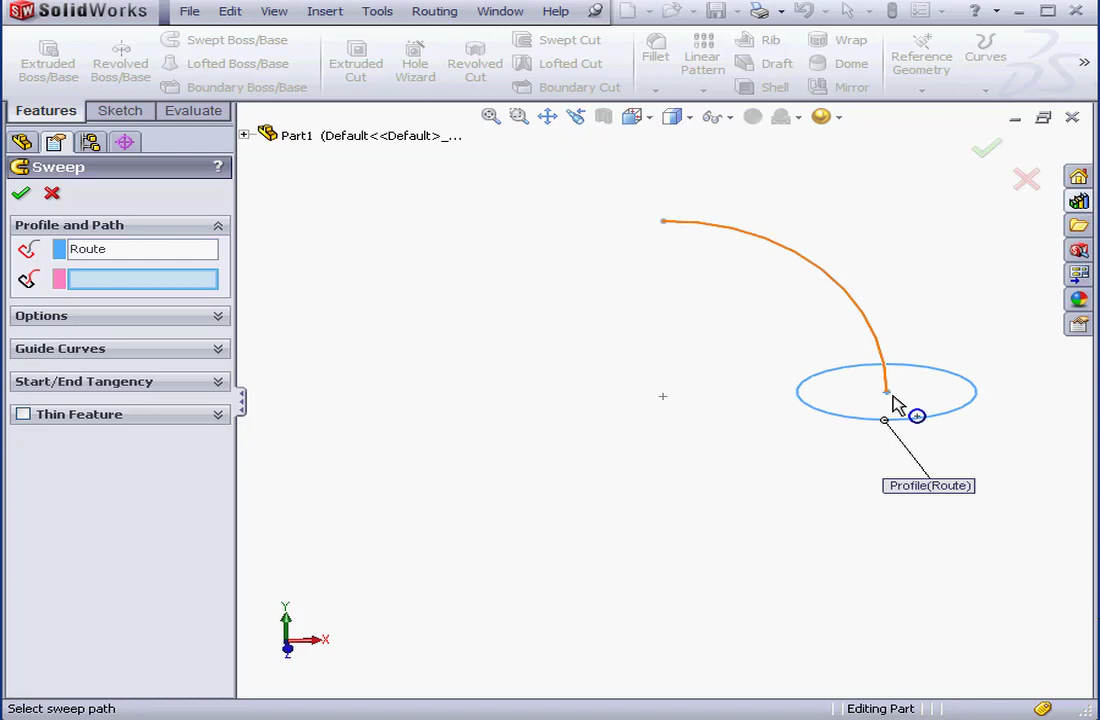 SolidWorks File Edit View Insert Tools Routing Window Help ?
Extruded Boss/Base
Revolved Boss/Base
Swept Boss/Base
Lofted Boss/Base
Boundary Boss/Base
Extruded Cut
Hole Wizard
Revolved Cut
Swept Cut
Lofted Cut
Boundary Cut
Fillet
Linear Pattern
Rib
Draft
Shell
Wrap
Dome
Mirror
Reference Geometry
Curves
Features Sketch Evaluate
Part1 (Default<<Default>_...
Sweep ?
Profile and Path
Route
Options
Guide Curves
Start/End Tangency
Thin Feature
Profile(Route)
Y
X
Z
Select sweep path
Editing Part